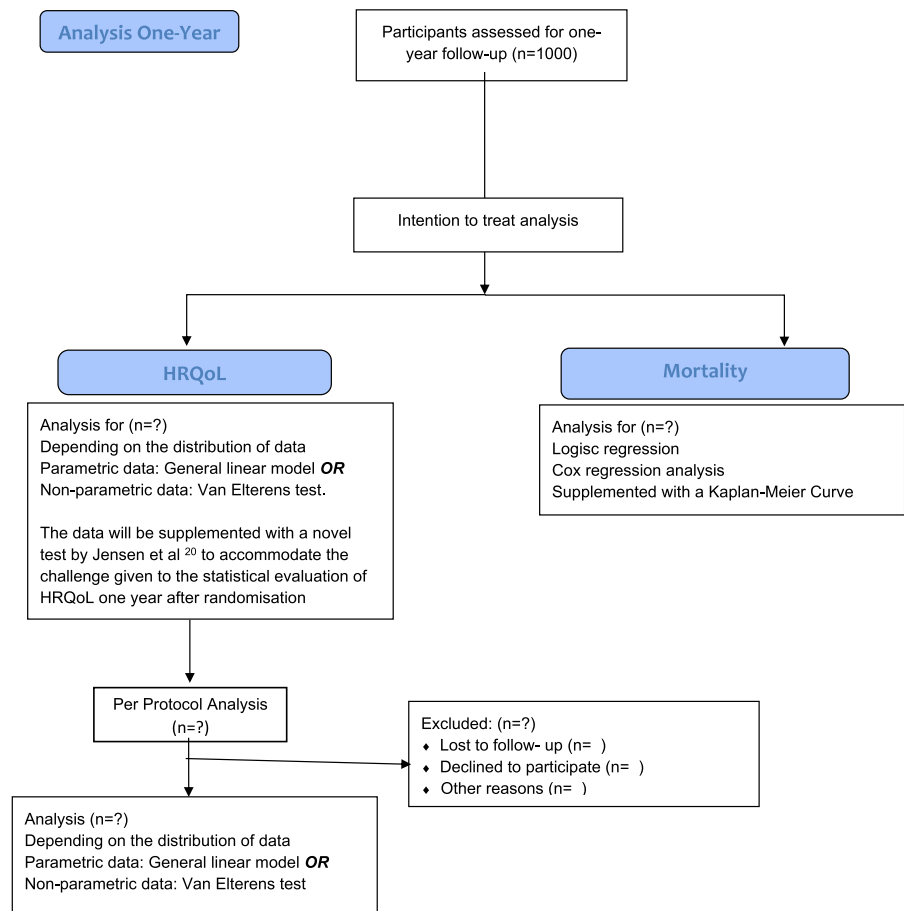 Analysis One-Year
Participants assessed for one-
year follow-up (n=1000)
Intention to treat analysis
HRQoL
Mortality
Analysis for (n=?)
Depending on the distribution of data
Parametric data: General linear model OR
Non-parametric data: Van Elterens test.
The data will be supplemented with a novel
test by Jensen et al 20 to accommodate the
challenge given to the statistical evaluation of
HRQoL one year after randomisation
Analysis for (n=?)
Logisc regression
Cox regression analysis
Supplemented with a Kaplan-Meier Curve
Per Protocol Analysis
(n=?)
Excluded: (n=?)
♦ Lost to follow- up (n= )
♦ Declined to participate (n= )
♦ Other reasons (n= )
Analysis (n=?)
Depending on the distribution of data
Parametric data: General linear model OR
Non-parametric data: Van Elterens test